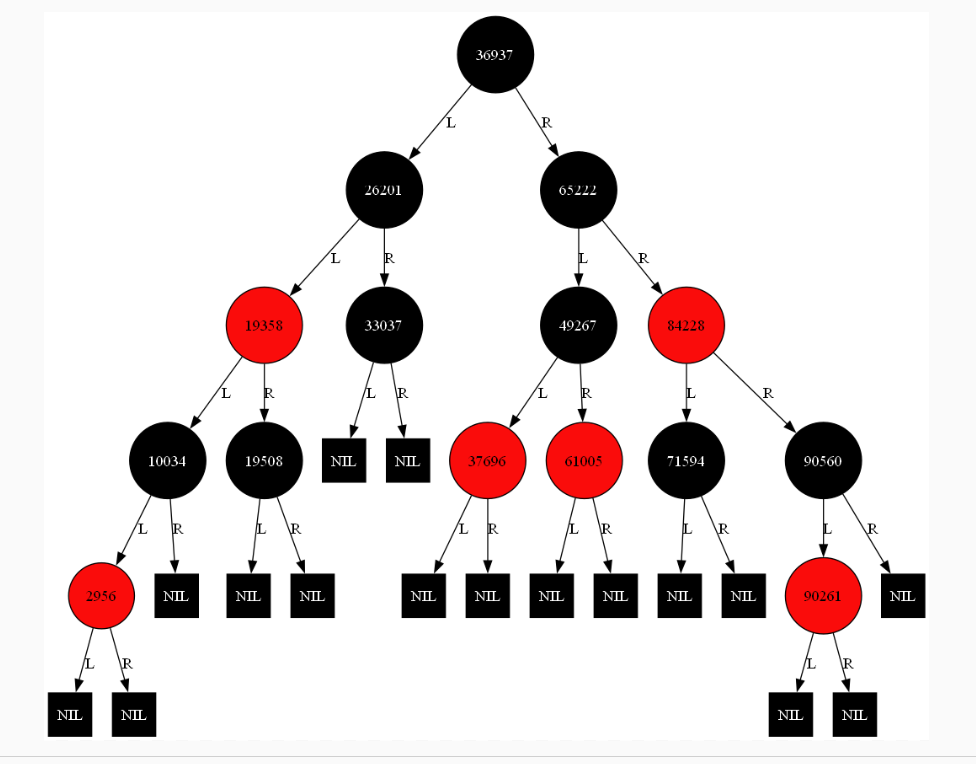 36937
L R
26201 65222
L R L R
19358 33037 49267 84228
L R L R L R L R
10034 19508 NIL NIL 37696 61005 71594 90560
L R L R L R L R L R L R
2956 NIL NIL NIL NIL NIL NIL NIL NIL NIL 90261 NIL
L R L R
NIL NIL NIL NIL